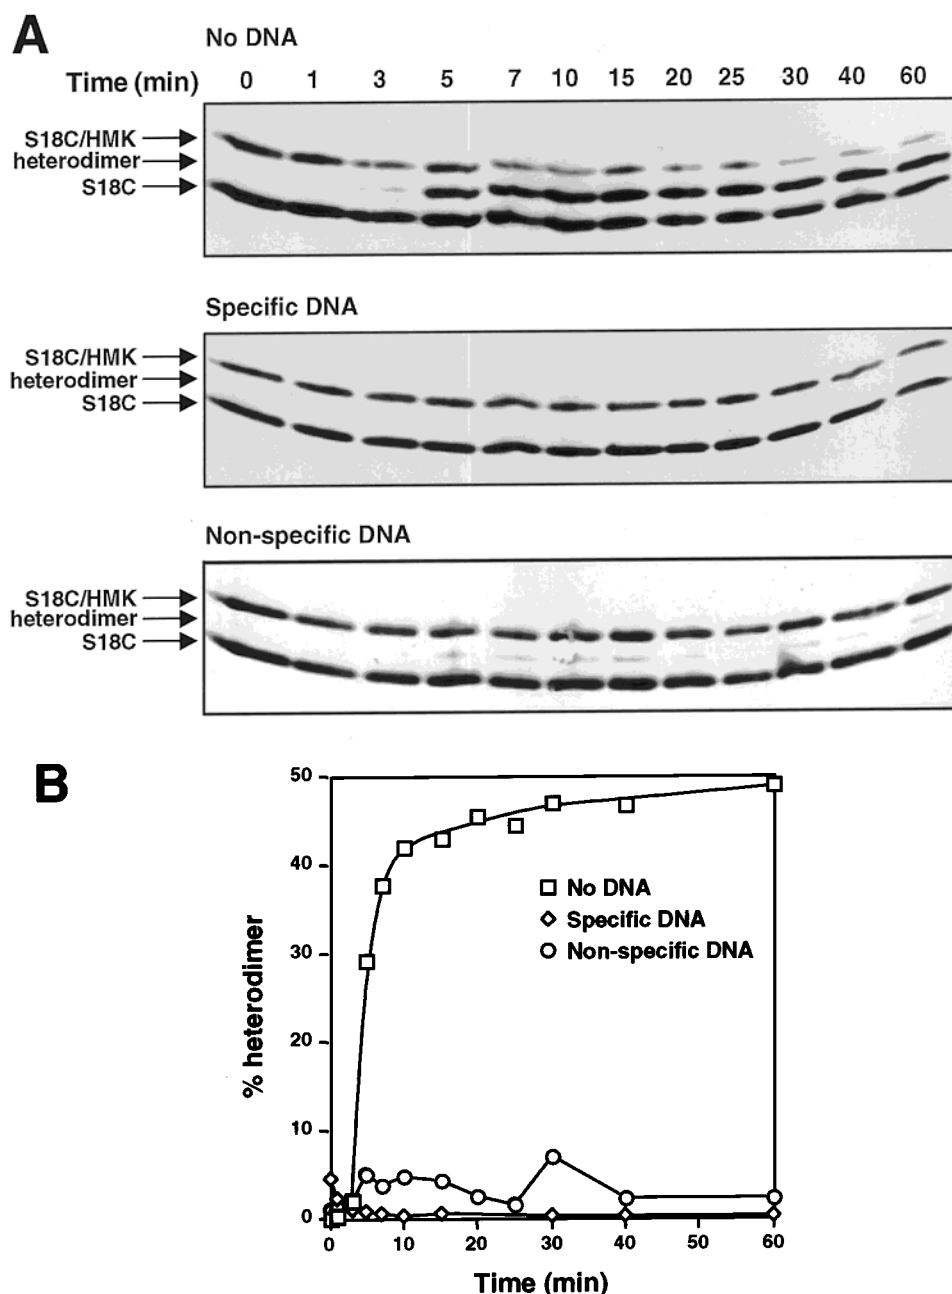 A
No DNA
Time (min) 0 1 3 5 7 10 15 20 25 30 40 60
S18C/HMK
heterodimer
S18C
Specific DNA
S18C/HMK
heterodimer
S18C
Non-specific DNA
S18C/HMK
heterodimer
S18C
B
50
40
30
20
10
0
% heterodimer
No DNA
Specific DNA
Non-specific DNA
0 10 20 30 40 50 60
Time (min)